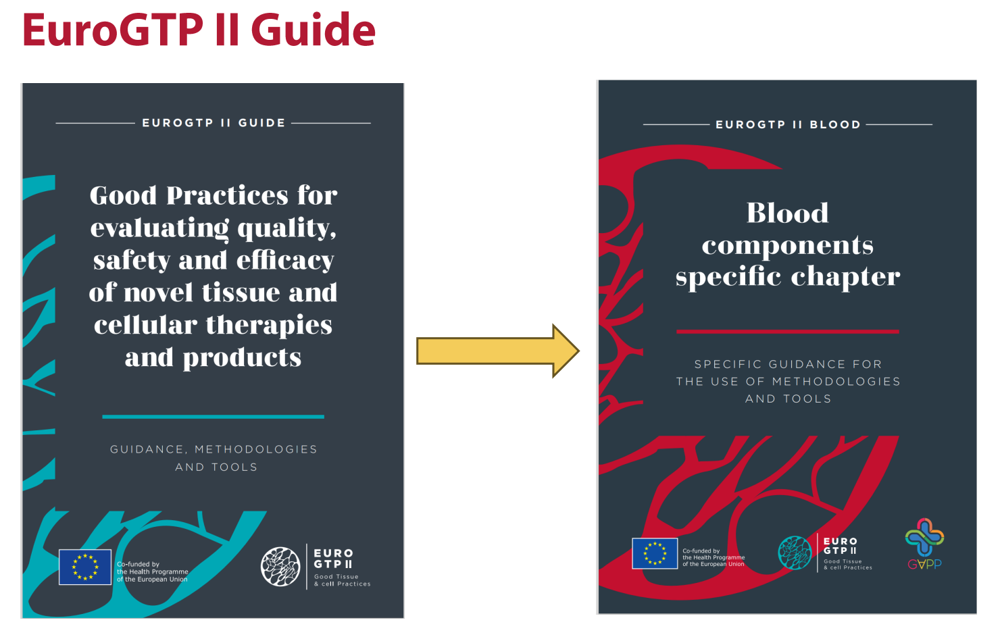 EuroGTP II Guide
EUROGTP II GUIDE
Good Practices for
evaluating quality,
safety and efficacy
of novel tissue and
cellular therapies
and products
GUIDANCE, METHODOLOGIES
AND TOOLS
Co-funded by
the Health Programme
of the European Union
EURO
GTP II
Good Tissue
& cell Practices
EUROGTP II BLOOD
Blood
components
specific chapter
SPECIFIC GUIDANCE FOR
THE USE OF METHODOLOGIES
AND TOOLS
Co-funded by
the Health Programme
of the European Union
EURO
GTP II
Good Tissue
& cell Practices
GAPP